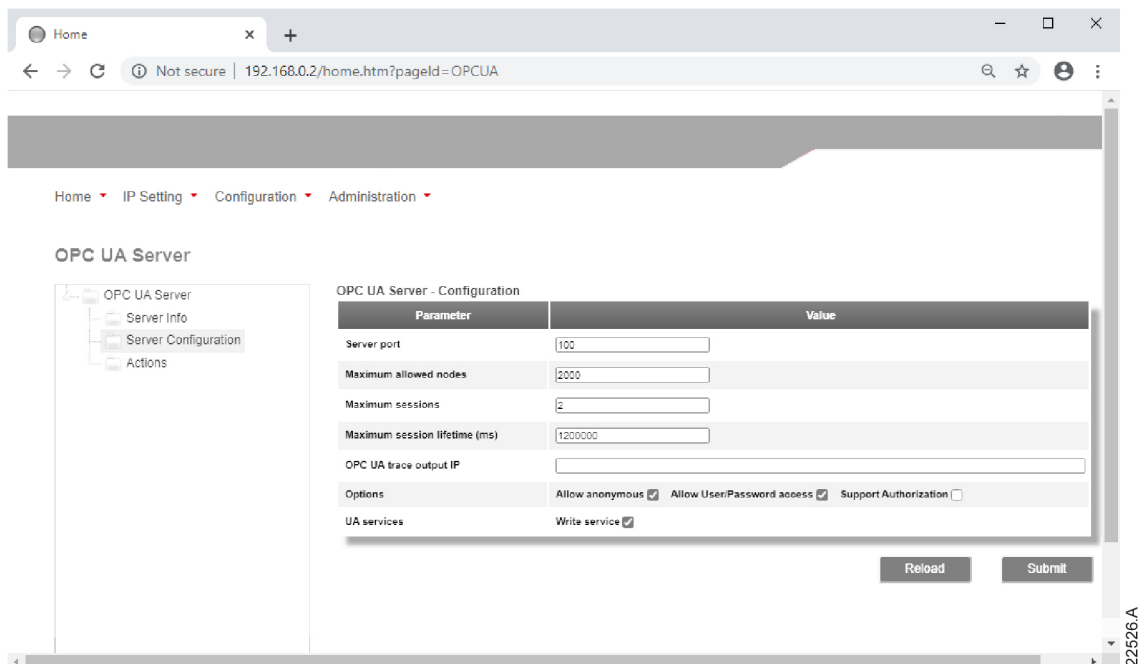 Home
Not secure | 192.168.0.2/home.htm?pageId=OPCUA
Home IP Setting Configuration Administration
OPC UA Server
OPC UA Server
Server Info
Server Configuration
Actions
OPC UA Server - Configuration
Parameter Value
Server port 100
Maximum allowed nodes 2000
Maximum sessions 2
Maximum session lifetime (ms) 1200000
OPC UA trace output IP
Options Allow anonymous Allow User/Password access Support Authorization
UA services Write service
Reload Submit
22526.A